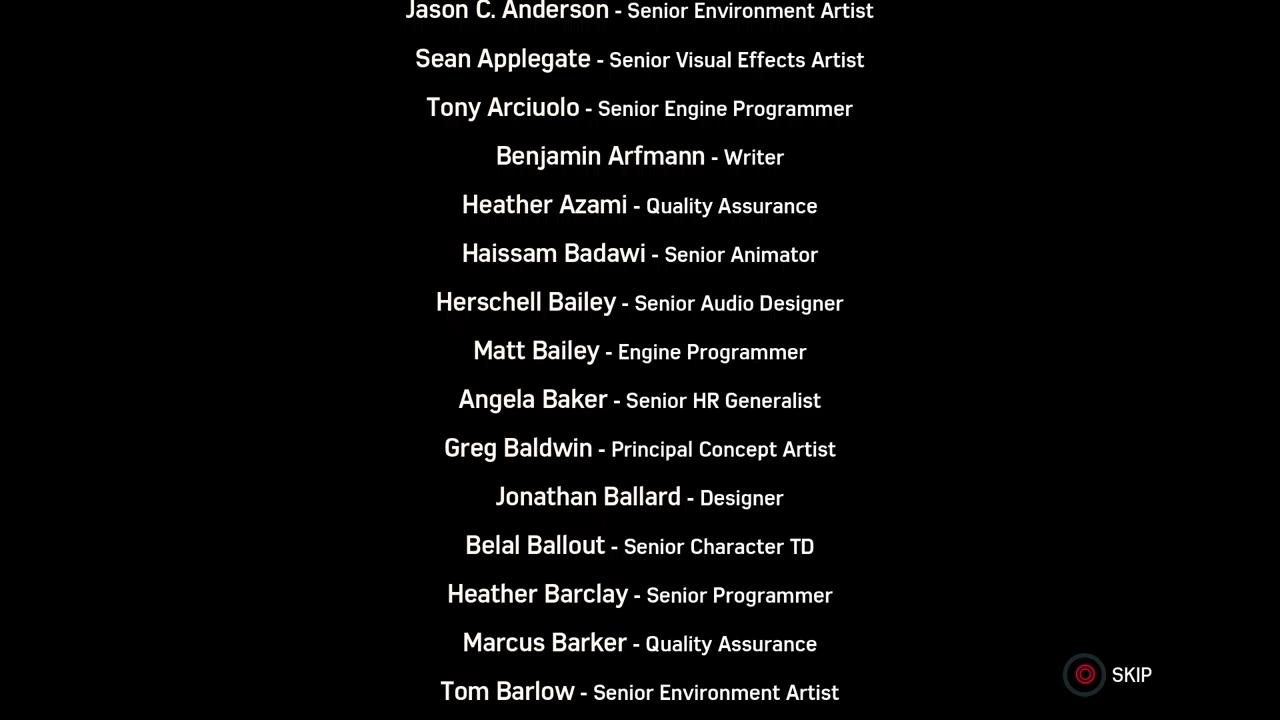 Jason C. Anderson - Senior Environment Artist
Sean Applegate - Senior Visual Effects Artist
Tony Arciuolo - Senior Engine Programmer
Benjamin Arfmann - Writer
Heather Azami - Quality Assurance
Haissam Badawi - Senior Animator
Herschell Bailey - Senior Audio Designer
Matt Bailey - Engine Programmer
Angela Baker - Senior HR Generalist
Greg Baldwin - Principal Concept Artist
Jonathan Ballard - Designer
Belal Ballout - Senior Character TD
Heather Barclay - Senior Programmer
Marcus Barker - Quality Assurance
SKIP
Tom Barlow - Senior Environment Artist